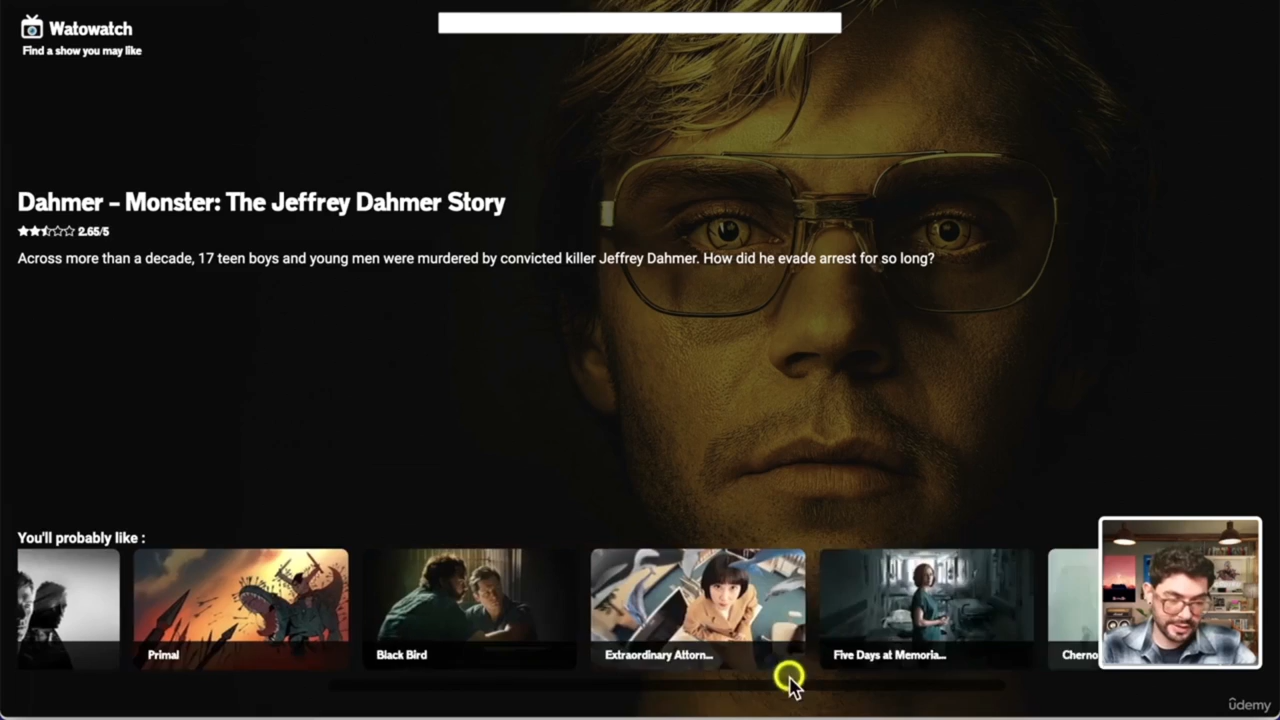 Watowatch
Find a show you may like
Dahmer – Monster: The Jeffrey Dahmer Story
2.65/5
Across more than a decade, 17 teen boys and young men were murdered by convicted killer Jeffrey Dahmer. How did he evade arrest for so long?
You'll probably like :
Primal
Black Bird
Extraordinary Attorn...
Five Days at Memoria...
Cherno
ûdemy